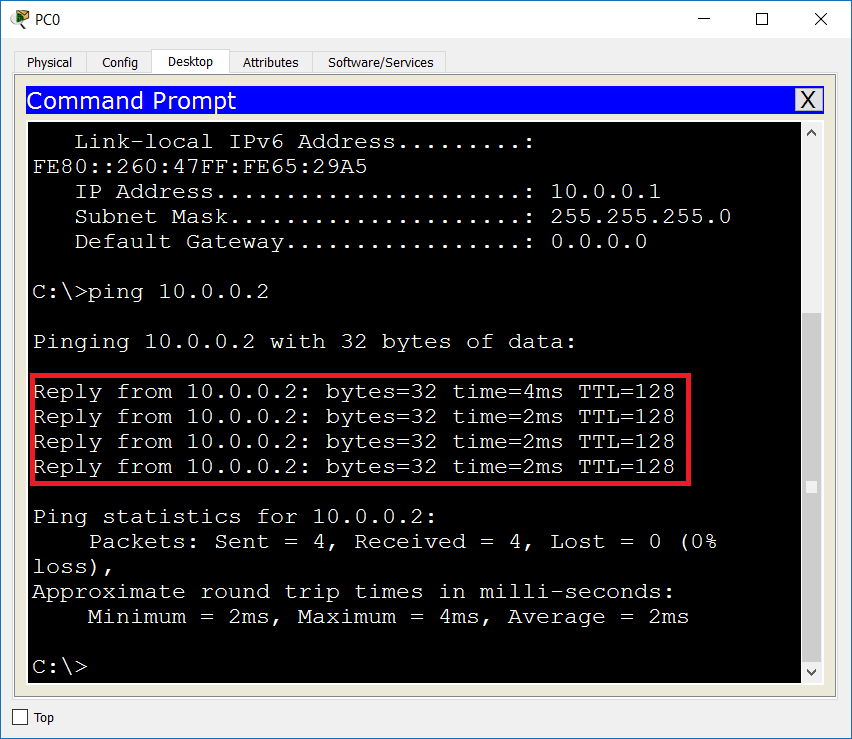 PC0
Physical Config Desktop Attributes Software/Services
Command Prompt X
Link-local IPv6 Address.........:
FE80::260:47FF:FE65:29A5
IP Address......................: 10.0.0.1
Subnet Mask.....................: 255.255.255.0
Default Gateway.................: 0.0.0.0
C:\>ping 10.0.0.2
Pinging 10.0.0.2 with 32 bytes of data:
Reply from 10.0.0.2: bytes=32 time=4ms TTL=128
Reply from 10.0.0.2: bytes=32 time=2ms TTL=128
Reply from 10.0.0.2: bytes=32 time=2ms TTL=128
Reply from 10.0.0.2: bytes=32 time=2ms TTL=128
Ping statistics for 10.0.0.2:
Packets: Sent = 4, Received = 4, Lost = 0 (0%
loss),
Approximate round trip times in milli-seconds:
Minimum = 2ms, Maximum = 4ms, Average = 2ms
C:\>
Top